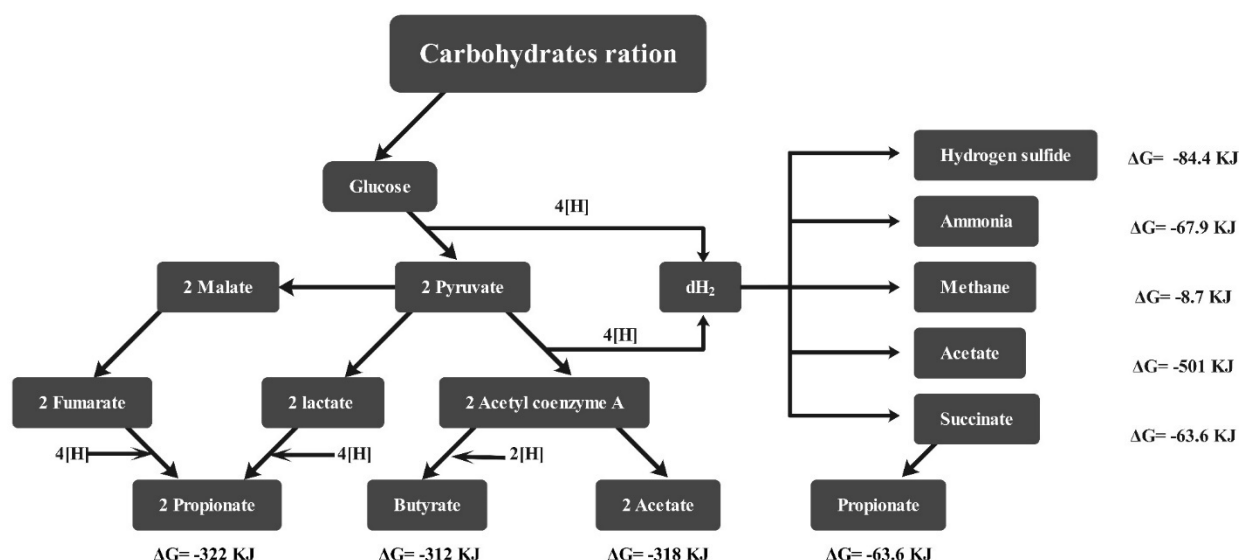 Carbohydrates ration
Glucose
4[H]
Hydrogen sulfide
ΔG= -84.4 KJ
Ammonia
ΔG= -67.9 KJ
2 Malate
2 Pyruvate
dH₂
Methane
ΔG= -8.7 KJ
4[H]
Acetate
ΔG= -501 KJ
2 Fumarate
2 lactate
2 Acetyl coenzyme A
Succinate
ΔG= -63.6 KJ
4[H]
4[H]
2[H]
2 Propionate
Butyrate
2 Acetate
Propionate
ΔG= -322 KJ
ΔG= -312 KJ
ΔG= -318 KJ
ΔG= -63.6 KJ